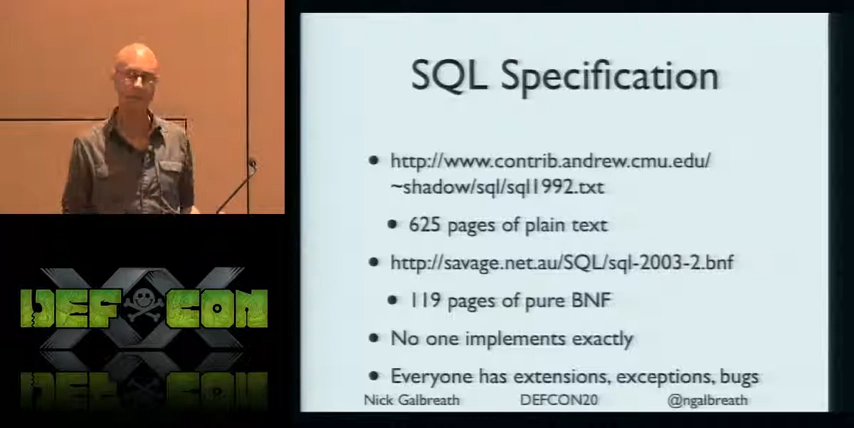 SQL Specification
http://www.contrib.andrew.cmu.edu/
~shadow/sql/sql1992.txt
625 pages of plain text
http://savage.net.au/SQL/sql-2003-2.bnf
119 pages of pure BNF
No one implements exactly
Everyone has extensions, exceptions, bugs
Nick Galbreath DEFCON20 @ngalbreath
DEF CON
XX